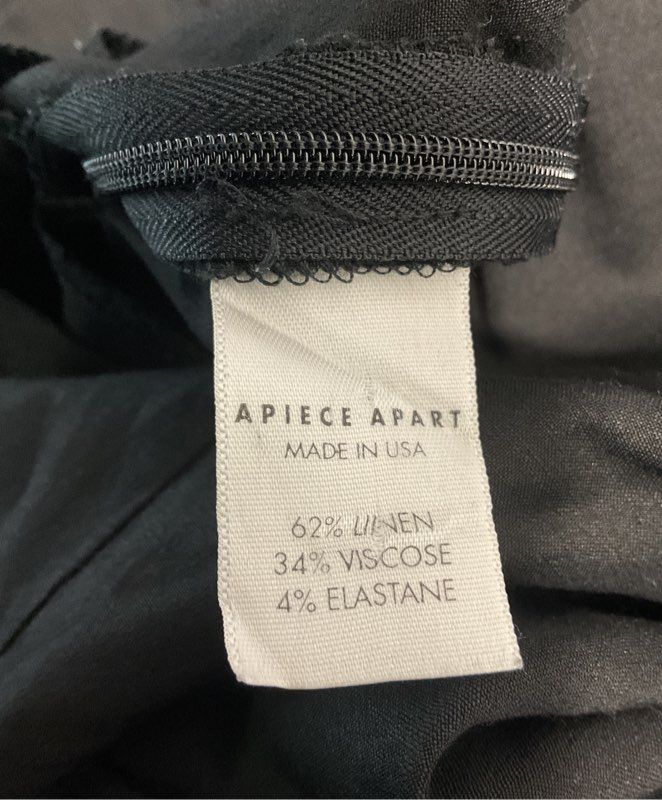 APIECE APART
MADE IN USA
62% LINEN
34% VISCOSE
4% ELASTANE